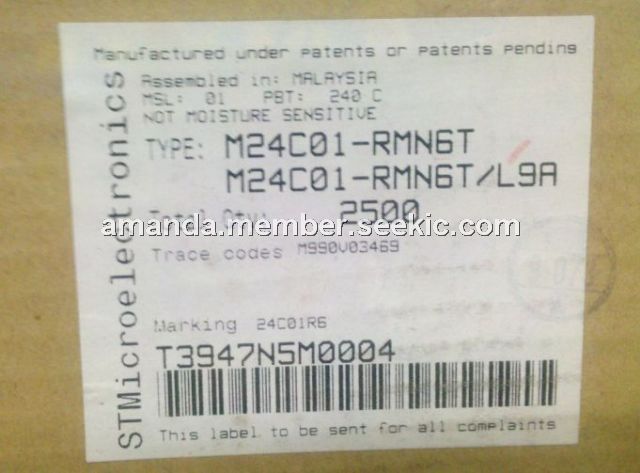 Manufactured under patents or patents pending
STMicroelectronics
Assembled in: MALAYSIA
MSL: 01 PBT: 240 C
NOT MOISTURE SENSITIVE
TYPE: M24C01-RMN6T
M24C01-RMN6T/L9A
Total Qty: 2500
amanda.member.seekic.com
Trace codes M990V03469
Marking 24C01R6
T3947N5M0004
This label to be sent for all complaints